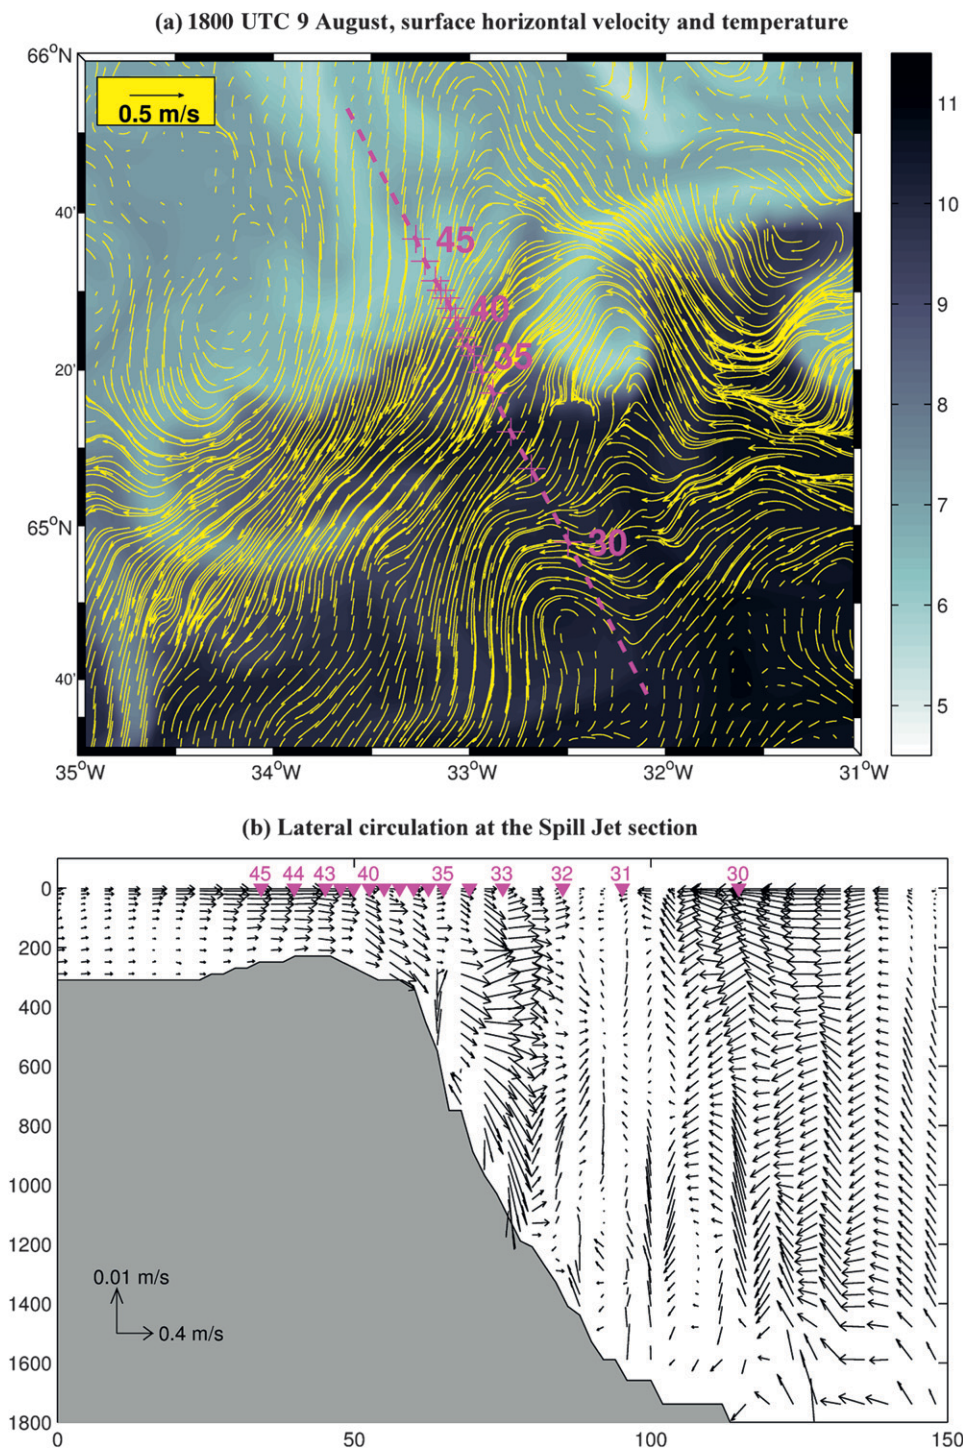 (a) 1800 UTC 9 August, surface horizontal velocity and temperature
66°N
0.5 m/s
11
40'
45
10
40
9
35
20'
8
7
65°N
30
6
40'
5
35°W 34°W 33°W 32°W 31°W
(b) Lateral circulation at the Spill Jet section
45 44 43 40 35 33 32 31 30
0
200
400
600
800
1000
1200
0.01 m/s
0.4 m/s
1400
1600
1800
0 50 100 150